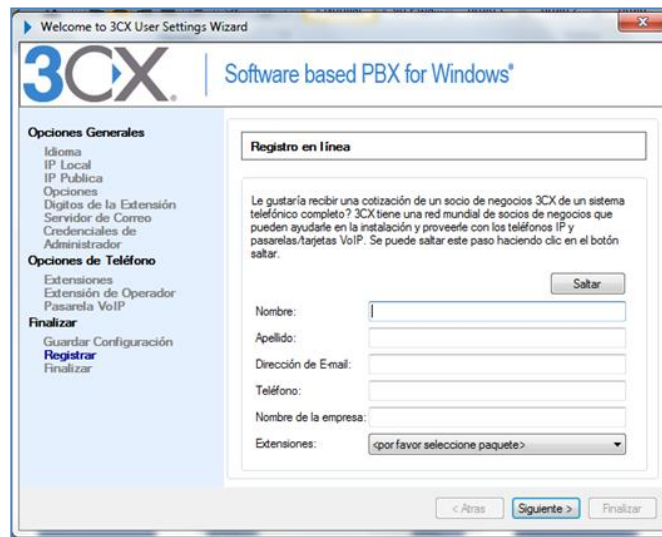 Welcome to 3CX User Settings Wizard
3CX®
Software based PBX for Windows®
Opciones Generales
Idioma
IP Local
IP Publica
Opciones
Digitos de la Extensión
Servidor de Correo
Credenciales de
Administrador
Opciones de Teléfono
Extensiones
Extensión de Operador
Pasarela VoIP
Finalizar
Guardar Configuración
Registrar
Finalizar
Registro en línea
Le gustaría recibir una cotización de un socio de negocios 3CX de un sistema
telefónico completo? 3CX tiene una red mundial de socios de negocios que
pueden ayudarle en la instalación y proveerle con los teléfonos IP y
pasarelas/tarjetas VoIP. Se puede saltar este paso haciendo clic en el botón
saltar.
Saltar
Nombre:
Apellido:
Dirección de E-mail:
Teléfono:
Nombre de la empresa:
Extensiones:
<por favor seleccione paquete>
< Atras
Siguiente >
Finalizar